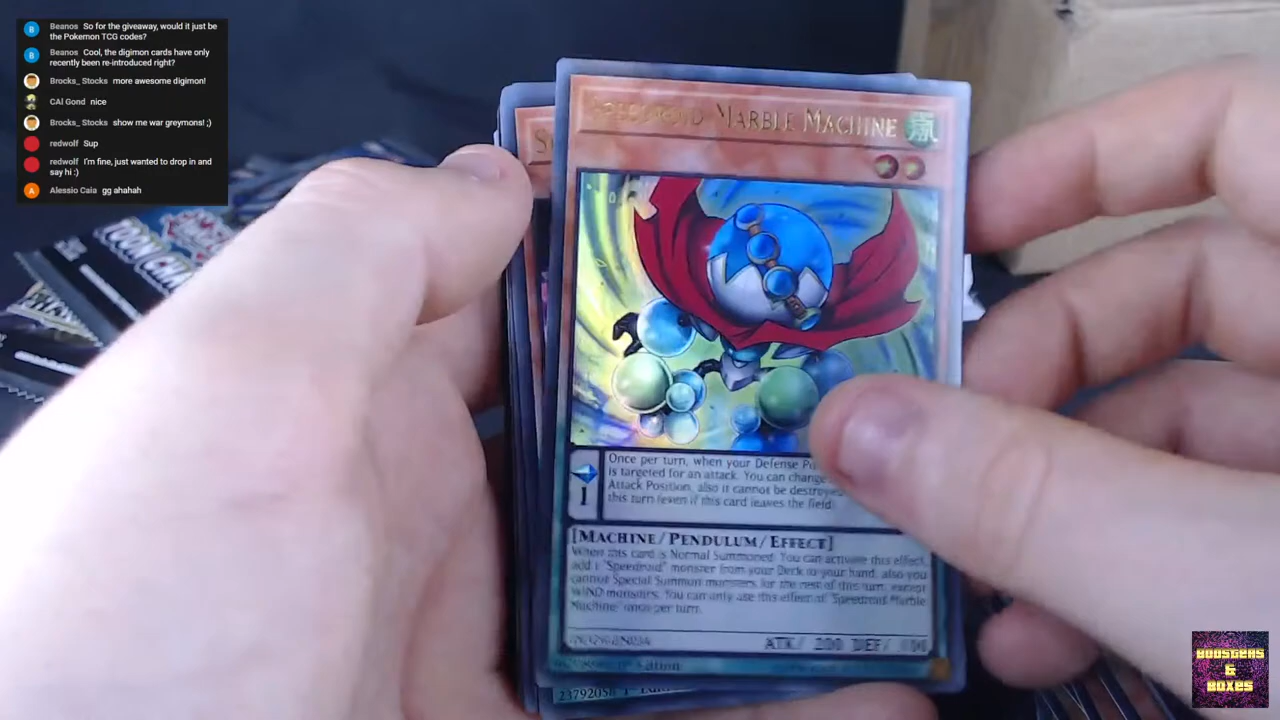 Beanos So for the giveaway, would it just be
the Pokemon TCG codes?
Beanos Cool, the digimon cards have only
recently been re-introduced right?
Brocks_Stocks more awesome digimon!
CAl Gond nice
Brocks_Stocks show me war greymons! ;)
redwolf Sup
redwolf I'm fine, just wanted to drop in and
say hi :)
Alessio Caia gg ahahah
TOON CHA
Speedroid Marble Machine
Once per turn, when your Defense
is targeted for an attack: You can change
Attack Position, also it cannot be destroyed
this turn (even if this card leaves the field).
1
[Machine/Pendulum/Effect]
When this card is Normal Summoned: You can activate this effect;
add 1 "Speedroid" monster from your Deck to your hand, also you
cannot Special Summon monsters for the rest of this turn, except
WIND monsters. You can only use this effect of "Speedroid Marble
Machine" once per turn.
ATK/ 200 DEF/ 100
Edition
23792058
BOOSTERS
&
BOXES